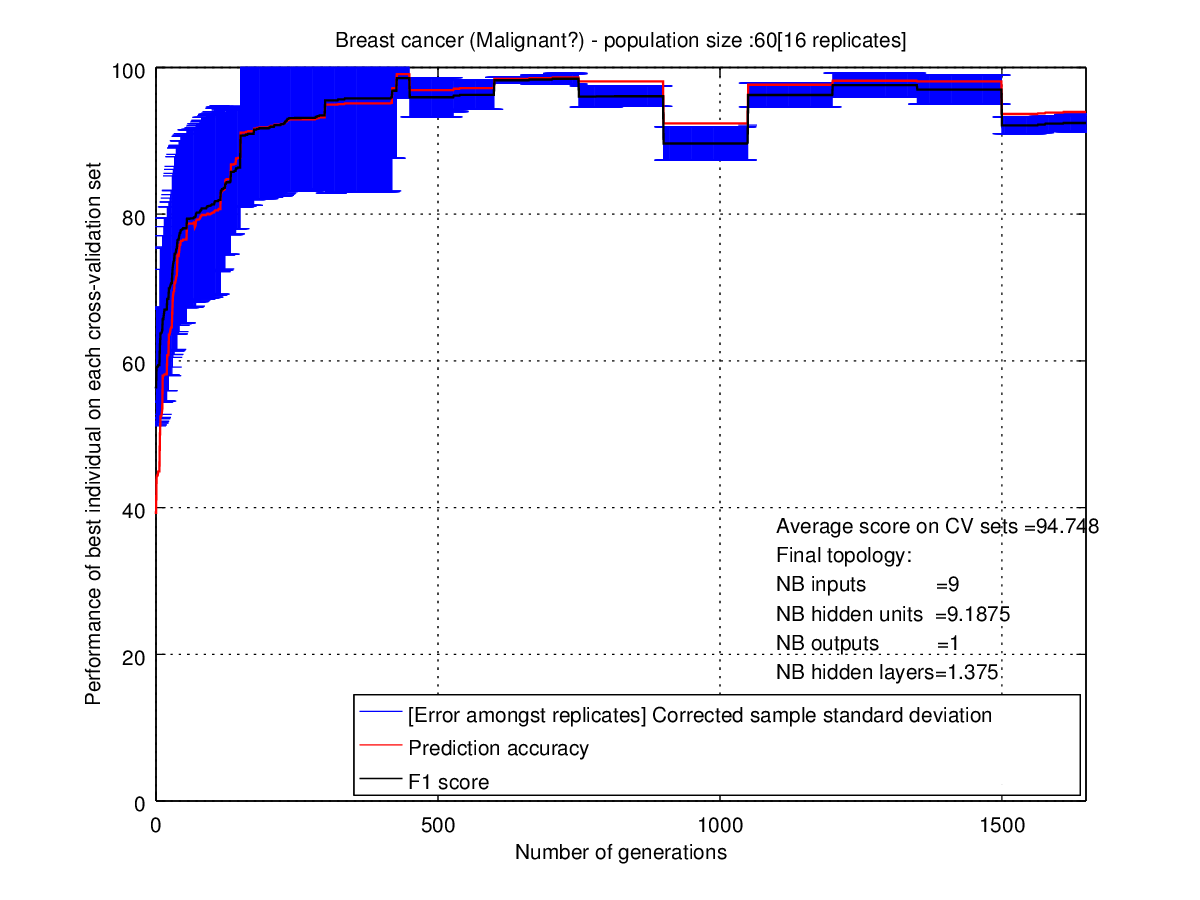 Breast cancer (Malignant?) - population size :60[16 replicates]
Performance of best individual on each cross-validation set
100
80
60
40
20
0
0
500
1000
1500
Number of generations
Average score on CV sets =94.748
Final topology:
NB inputs =9
NB hidden units =9.1875
NB outputs =1
NB hidden layers=1.375
[Error amongst replicates] Corrected sample standard deviation
Prediction accuracy
F1 score